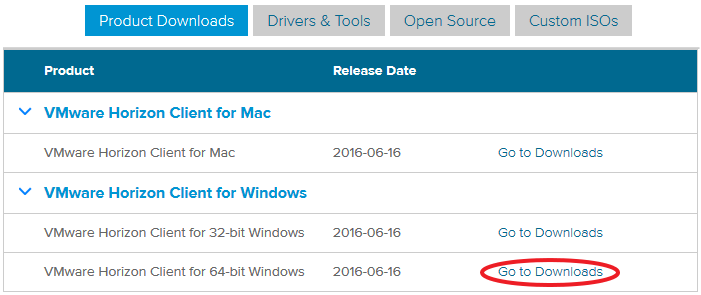 Product Downloads Drivers & Tools Open Source Custom ISOs
Product Release Date
VMware Horizon Client for Mac
VMware Horizon Client for Mac 2016-06-16 Go to Downloads
VMware Horizon Client for Windows
VMware Horizon Client for 32-bit Windows 2016-06-16 Go to Downloads
VMware Horizon Client for 64-bit Windows 2016-06-16 Go to Downloads